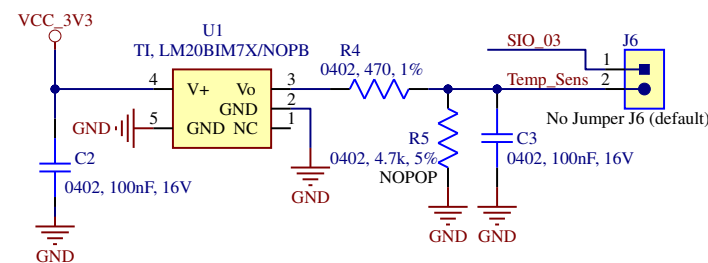 VCC_3V3
U1
TI, LM20BIM7X/NOPB
4
V+
Vo
3
GND
2
GND
5
GND
NC
1
R4
0402, 470, 1%
SIO_03
J6
1
Temp_Sens
2
No Jumper J6 (default)
C2
0402, 100nF, 16V
GND
GND
R5
0402, 4.7k, 5%
NOPOP
C3
0402, 100nF, 16V
GND
GND